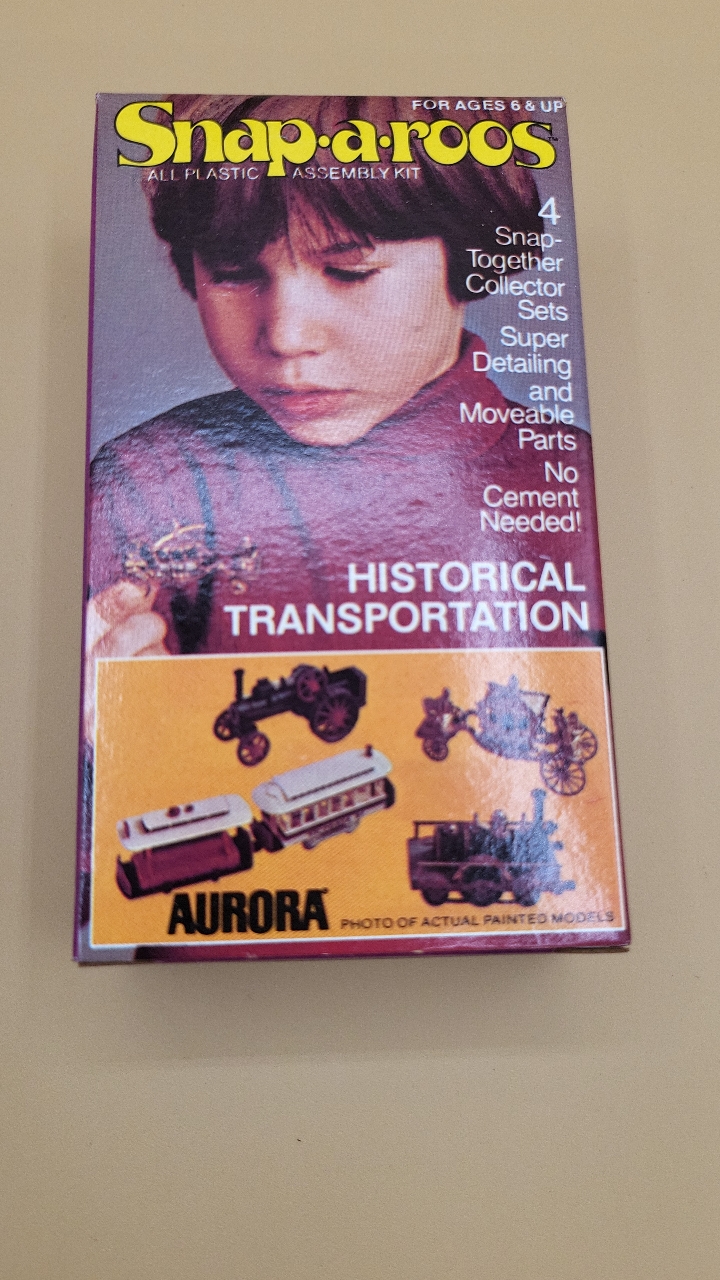 FOR AGES 6 & UP
Snap·a·roos™
ALL PLASTIC ASSEMBLY KIT
4
Snap-
Together
Collector
Sets
Super
Detailing
and
Moveable
Parts
No
Cement
Needed!
HISTORICAL
TRANSPORTATION
AURORA®
PHOTO OF ACTUAL PAINTED MODELS